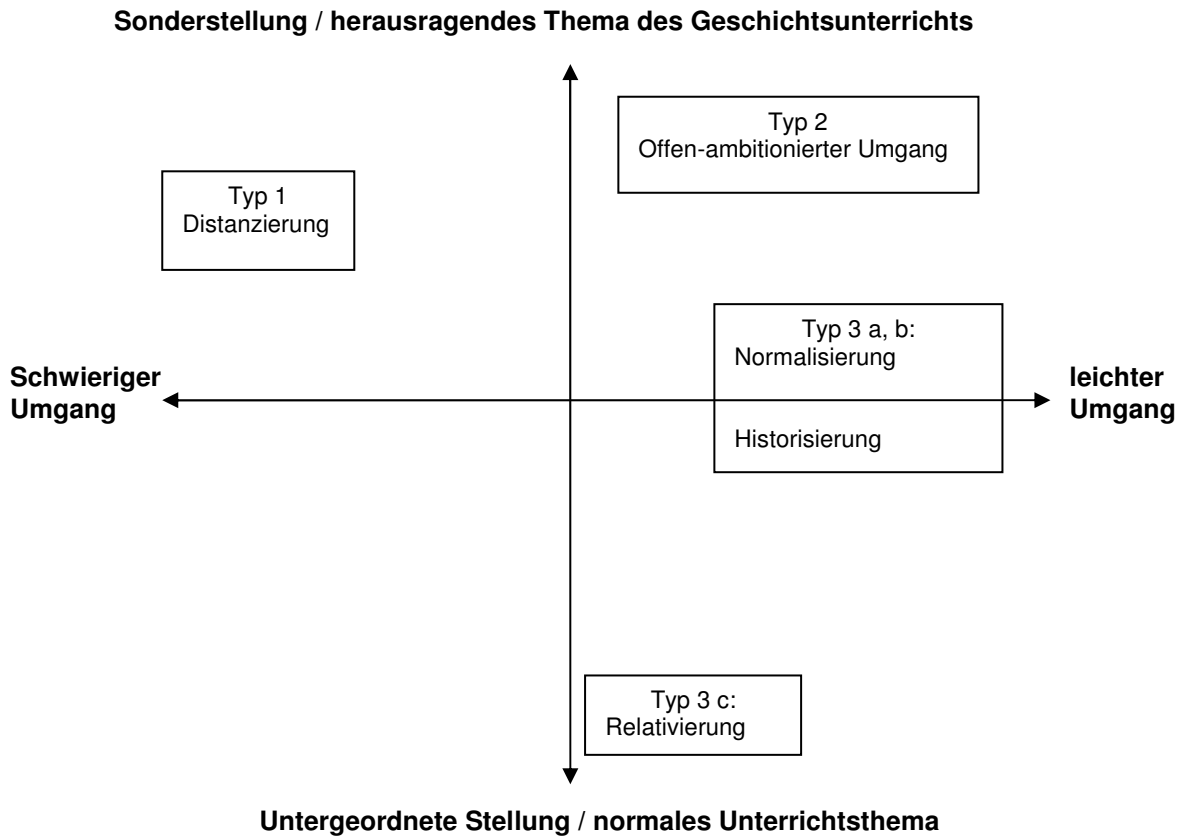 Sonderstellung / herausragendes Thema des Geschichtsunterrichts
Typ 2
Offen-ambitionierter Umgang
Typ 1
Distanzierung
Typ 3 a, b:
Normalisierung
Schwieriger
Umgang
leichter
Umgang
Historisierung
Typ 3 c:
Relativierung
Untergeordnete Stellung / normales Unterrichtsthema